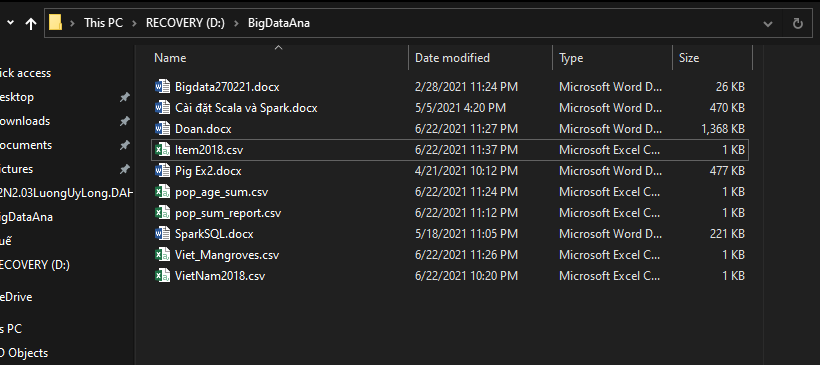 This PC > RECOVERY (D:) > BigDataAna
Name Date modified Type Size
Bigdata270221.docx 2/28/2021 11:24 PM Microsoft Word D... 26 KB
Cài đặt Scala và Spark.docx 5/5/2021 4:20 PM Microsoft Word D... 470 KB
Doan.docx 6/22/2021 11:27 PM Microsoft Word D... 1,368 KB
Item2018.csv 6/22/2021 11:37 PM Microsoft Excel C... 1 KB
Pig Ex2.docx 4/21/2021 10:12 PM Microsoft Word D... 477 KB
pop_age_sum.csv 6/22/2021 11:24 PM Microsoft Excel C... 1 KB
pop_sum_report.csv 6/22/2021 11:12 PM Microsoft Excel C... 1 KB
SparkSQL.docx 5/18/2021 11:05 PM Microsoft Word D... 221 KB
Viet_Mangroves.csv 6/22/2021 11:26 PM Microsoft Excel C... 1 KB
VietNam2018.csv 6/22/2021 10:20 PM Microsoft Excel C... 1 KB
ick access
esktop
ownloads
ocuments
ictures
2N2.03LuongUyLong.DAH
igDataAna
uế
ECOVERY (D:)
neDrive
is PC
D Objects